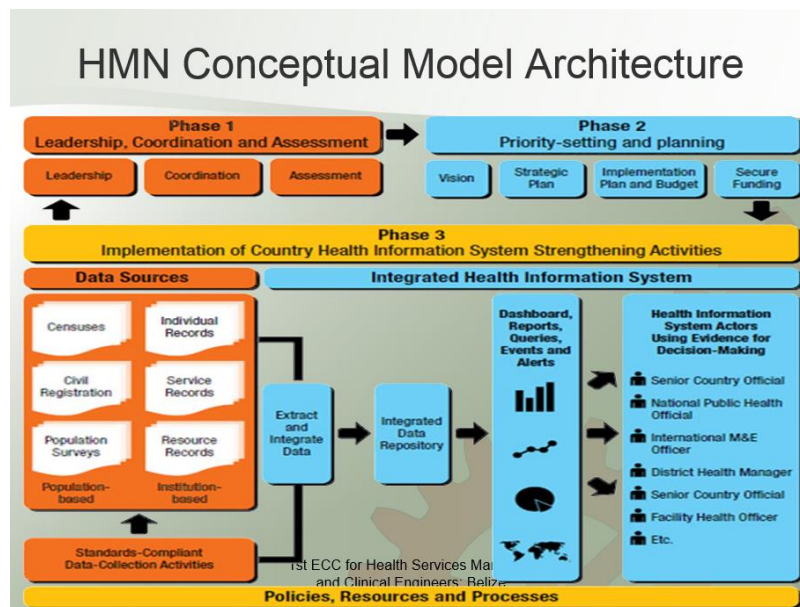 HMN Conceptual Model Architecture
Phase 1
Leadership, Coordination and Assessment
Leadership
Coordination
Assessment
Phase 2
Priority-setting and planning
Vision
Strategic
Plan
Implementation
Plan and Budget
Secure
Funding
Phase 3
Implementation of Country Health Information System Strengthening Activities
Data Sources
Integrated Health Information System
Censuses
Individual
Records
Civil
Registration
Service
Records
Population
Surveys
Resource
Records
Population-
based
Institution-
based
Standards-Compliant
Data-Collection Activities
Extract
and
Integrate
Data
Integrated
Data
Repository
Dashboard,
Reports,
Queries,
Events and
Alerts
Health Information
System Actors
Using Evidence for
Decision-Making
Senior Country Official
National Public Health
Official
International M&E
Officer
District Health Manager
Senior Country Official
Facility Health Officer
Etc.
1st ECC for Health Services
and Clinical Engineers; Belize
Policies, Resources and Processes